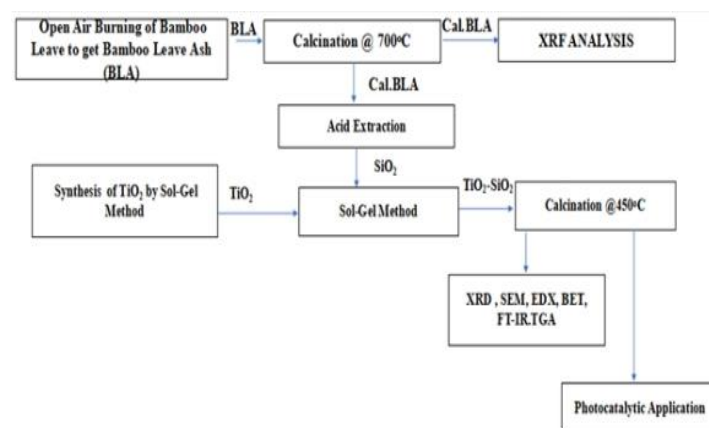 Open Air Burning of Bamboo
Leave to get Bamboo Leave Ash
(BLA)
BLA
Calcination @ 700°C
Cal.BLA
XRF ANALYSIS
Cal.BLA
Acid Extraction
SiO₂
Synthesis of TiO₂ by Sol-Gel
Method
TiO₂
Sol-Gel Method
TiO₂-SiO₂
Calcination @450°C
XRD , SEM, EDX, BET,
FT-IR.TGA
Photocatalytic Application